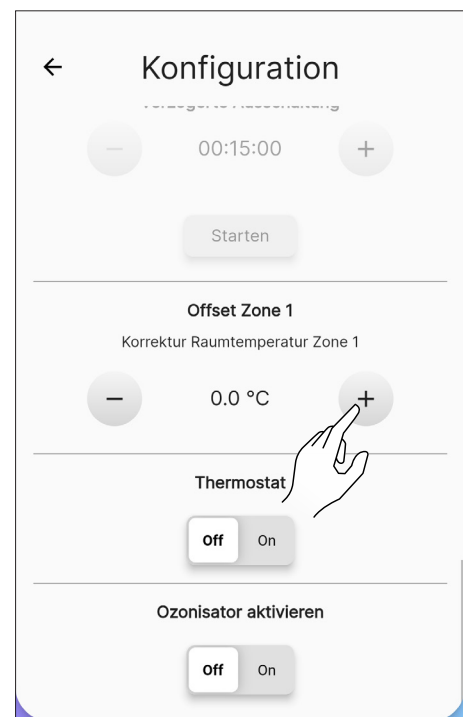 Konfiguration
00:15:00
Starten
Offset Zone 1
Korrektur Raumtemperatur Zone 1
0.0 °C
Thermostat
Off On
Ozonisator aktivieren
Off On